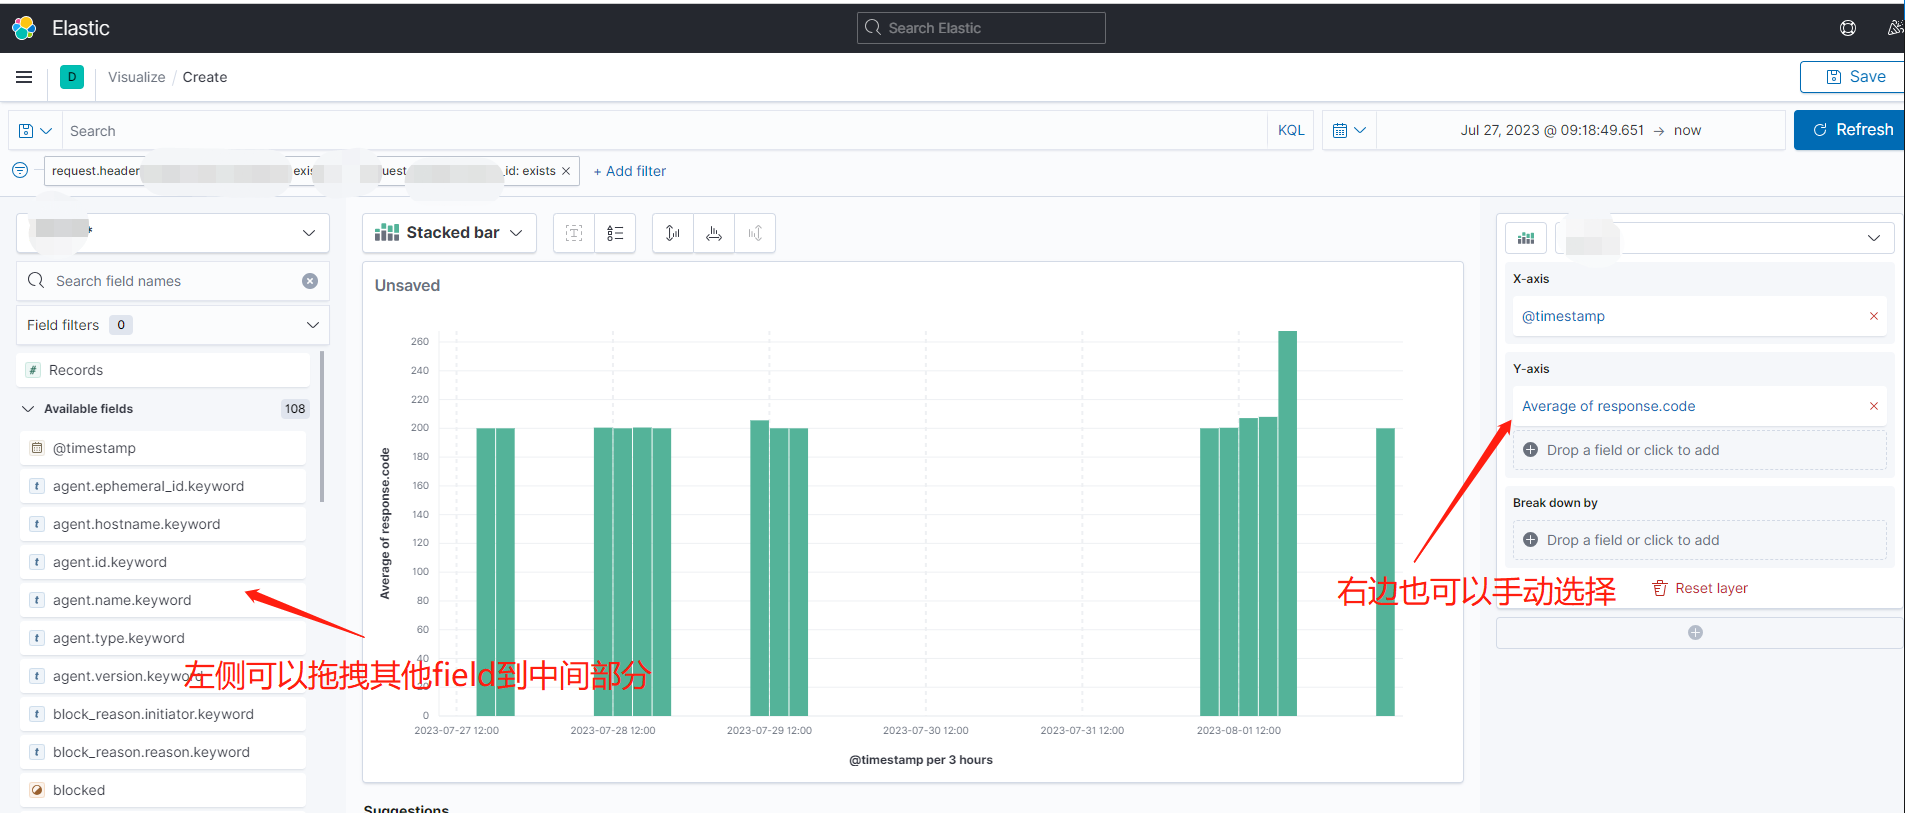 Elastic
Search Elastic
D
Visualize / Create
Save
Search
KQL
Jul 27, 2023 @ 09:18:49.651 → now
Refresh
request.header
exis
uest
_id: exists ×
+ Add filter
*
Search field names
Field filters 0
# Records
Available fields 108
@timestamp
t agent.ephemeral_id.keyword
t agent.hostname.keyword
t agent.id.keyword
t agent.name.keyword
t agent.type.keyword
t agent.version.keyword
t block_reason.initiator.keyword
t block_reason.reason.keyword
blocked
左侧可以拖拽其他field到中间部分
Stacked bar
Unsaved
Average of response.code
260
240
220
200
180
160
140
120
100
80
60
40
0
2023-07-27 12:00
2023-07-28 12:00
2023-07-29 12:00
2023-07-30 12:00
2023-07-31 12:00
2023-08-01 12:00
@timestamp per 3 hours
Suggestions
X-axis
@timestamp
Y-axis
Average of response.code
Drop a field or click to add
Break down by
Drop a field or click to add
右边也可以手动选择
Reset layer